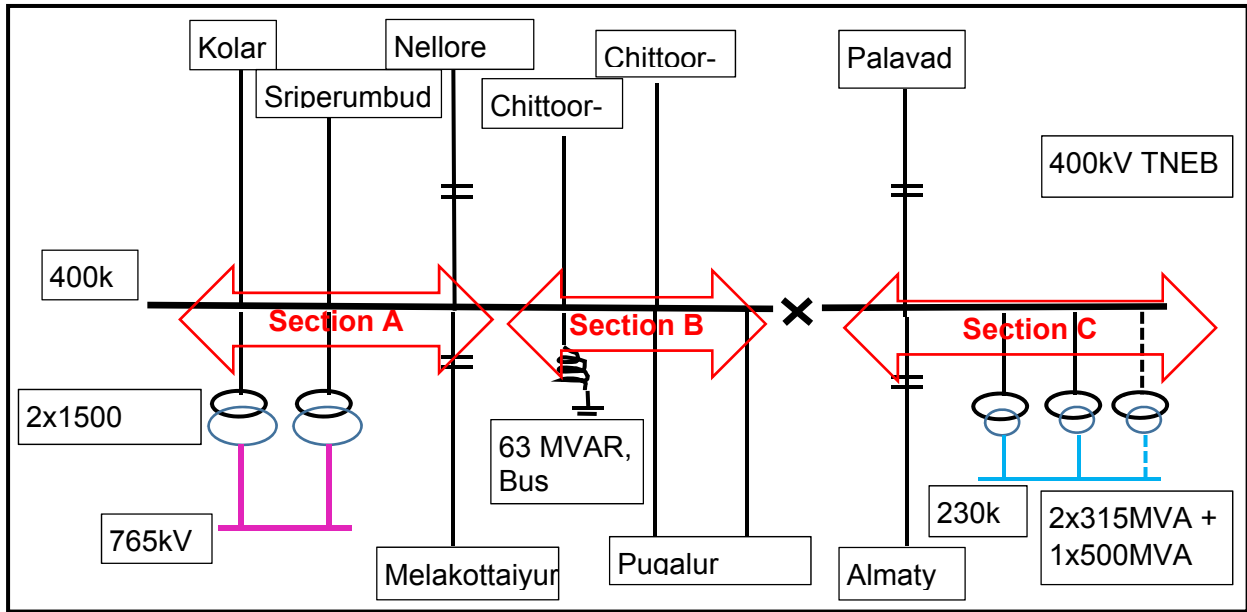 Kolar
Nellore
Chittoor-
Palavad
Sriperumbud
Chittoor-
400kV TNEB
400k
Section A
Section B
Section C
2x1500
63 MVAR,
Bus
230k
2x315MVA +
1x500MVA
765kV
Melakottaiyur
Pugalur
Almaty